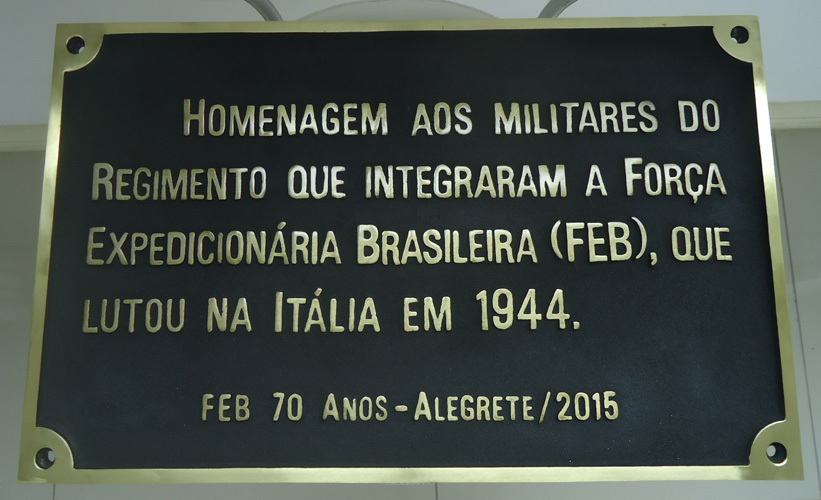 Homenagem aos militares do
Regimento que integraram a Força
Expedicionária Brasileira (FEB), que
lutou na Itália em 1944.
FEB 70 Anos - Alegrete/2015